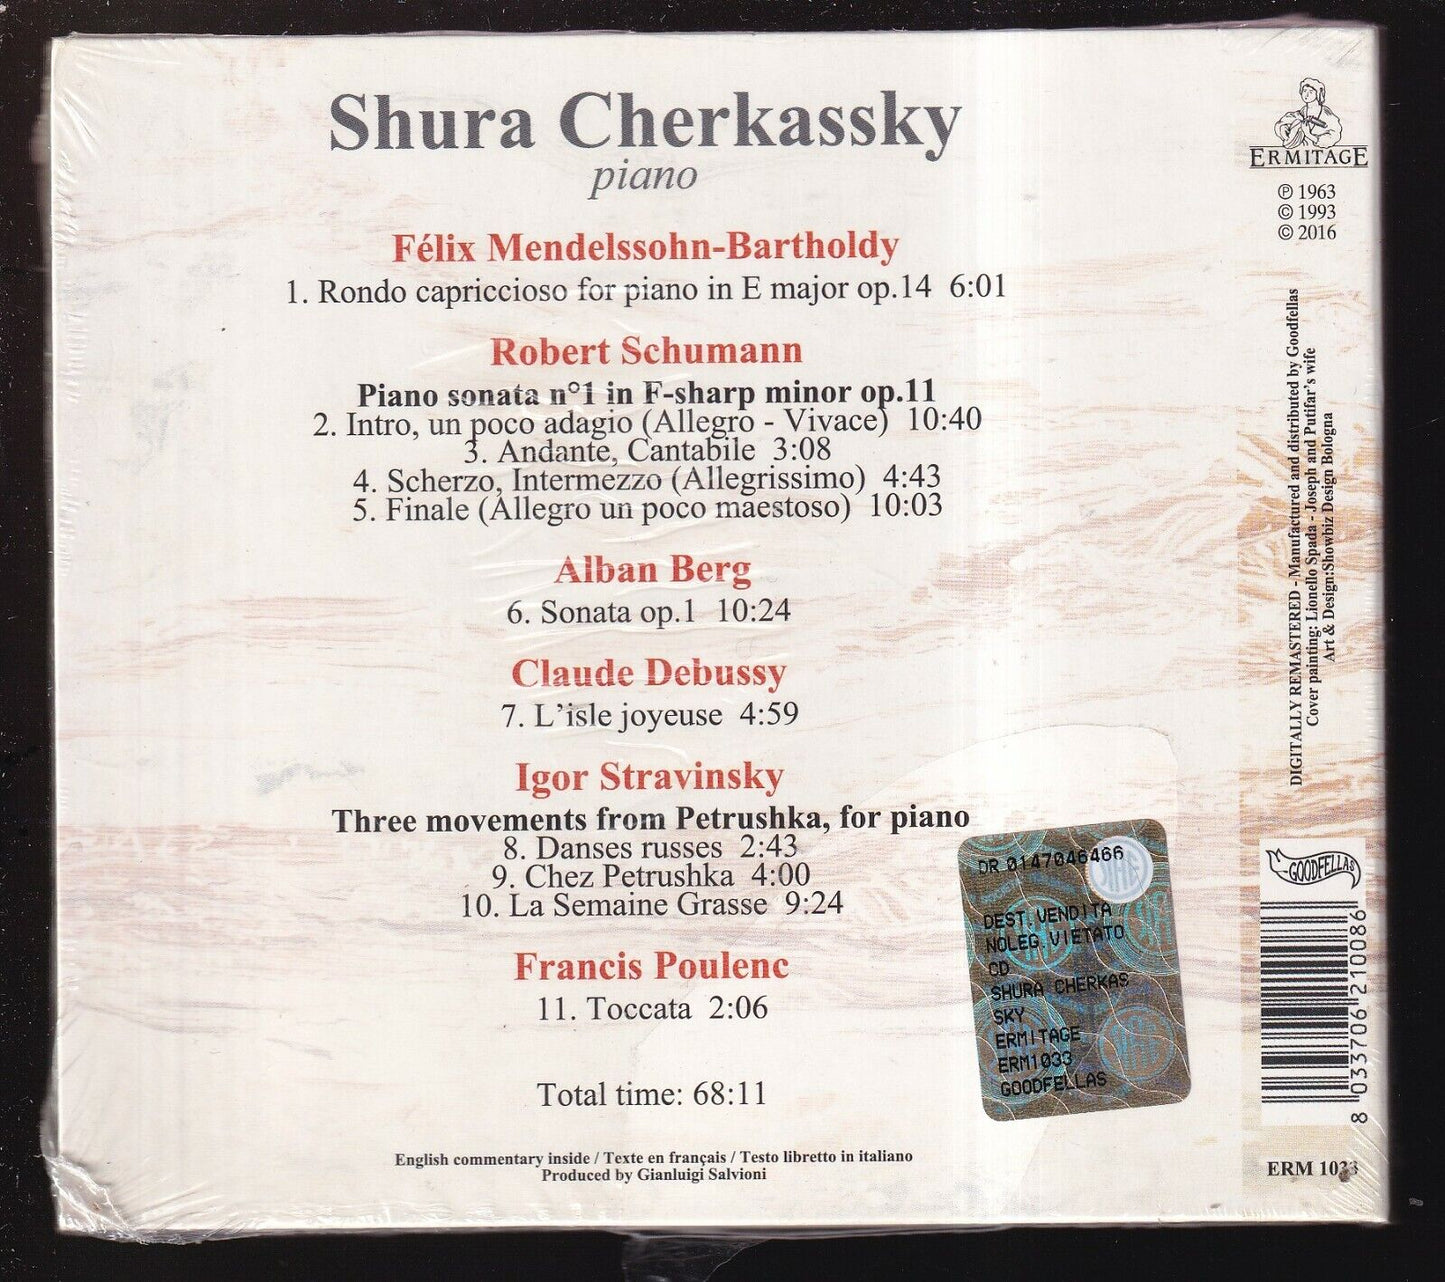 Shura Cherkassky
piano
Félix Mendelssohn-Bartholdy
1. Rondo capriccioso for piano in E major op.14 6:01
Robert Schumann
Piano sonata n°1 in F-sharp minor op.11
2. Intro, un poco adagio (Allegro - Vivace) 10:40
3. Andante, Cantabile 3:08
4. Scherzo, Intermezzo (Allegrissimo) 4:43
5. Finale (Allegro un poco maestoso) 10:03
Alban Berg
6. Sonata op.1 10:24
Claude Debussy
7. L’isle joyeuse 4:59
Igor Stravinsky
Three movements from Petrushka, for piano
8. Danses russes 2:43
9. Chez Petrushka 4:00
10. La Semaine Grasse 9:24
Francis Poulenc
11. Toccata 2:06
Total time: 68:11
English commentary inside / Texte en français / Testo libretto in italiano
Produced by Gianluigi Salvioni
ERMITAGE
℗ 1963
© 1993
© 2016
DIGITALLY REMASTERED - Manufactured and distributed by Goodfellas
Cover painting: Lionello Spada - Joseph and Putifar's wife
Art & Design:Showbiz Design Bologna
GOODFELLAS
8 033706 210086
ERM 1033
DR 0147046466
DEST.VENDITA
NOLEG.VIETATO
CD
SHURA CHERKAS
SKY
ERMITAGE
ERM1033
GOODFELLAS